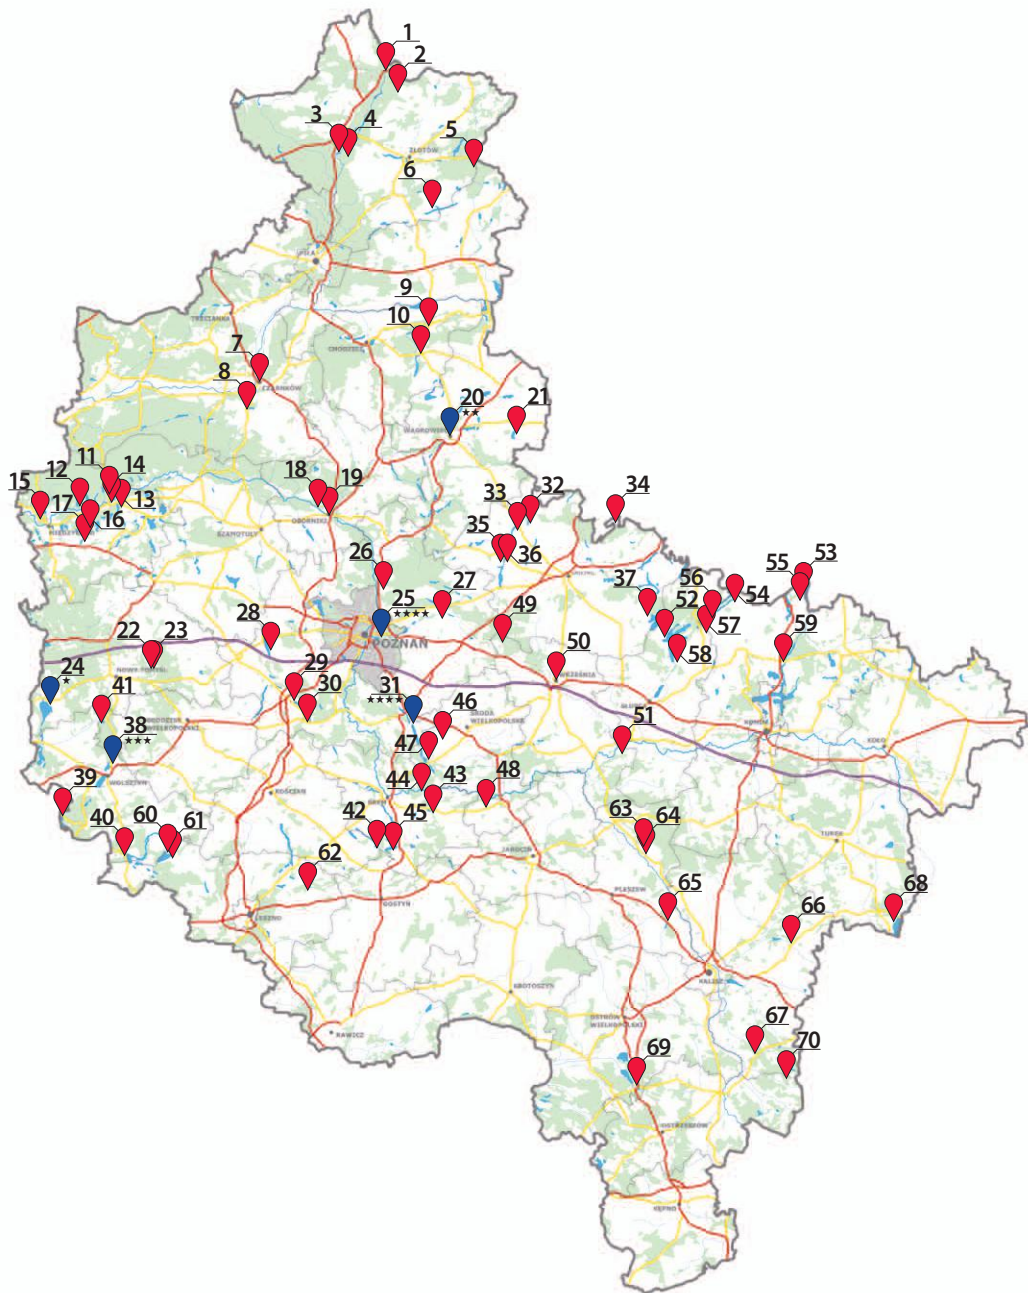 1
2
3
4
5
ZŁOTÓW
6
PIŁA
9
TRZCIANKA
10
CHODZIEŻ
7
CZARNKÓW
8
20
★★
21
WĄGROWIEC
11
14
12
15
13
17
16
MIĘDZYCHÓD
18
19
OBORNIKI
SZAMOTUŁY
33
32
34
35
36
26
27
25
★★★★
POZNAŃ
28
37
56
55
53
54
52
57
58
59
49
50
WRZEŚNIA
22
23
NOWY TOMYŚL
24
★
41
29
30
31
★★★★
46
ŚRODA
WIELKOPOLSKA
SŁUPCA
KONIN
KOŁO
GRODZISK
WIELKOPOLSKI
38
★★★
47
51
WOLSZTYN
39
44
43
48
KOŚCIAN
ŚREM
40
60
61
42
45
63
64
TUREK
JAROCIN
62
PLESZEW
65
68
66
LESZNO
GOSTYŃ
KALISZ
KROTOSZYN
OSTRÓW
WIELKOPOLSKI
RAWICZ
67
70
69
OSTRZESZÓW
KĘPNO